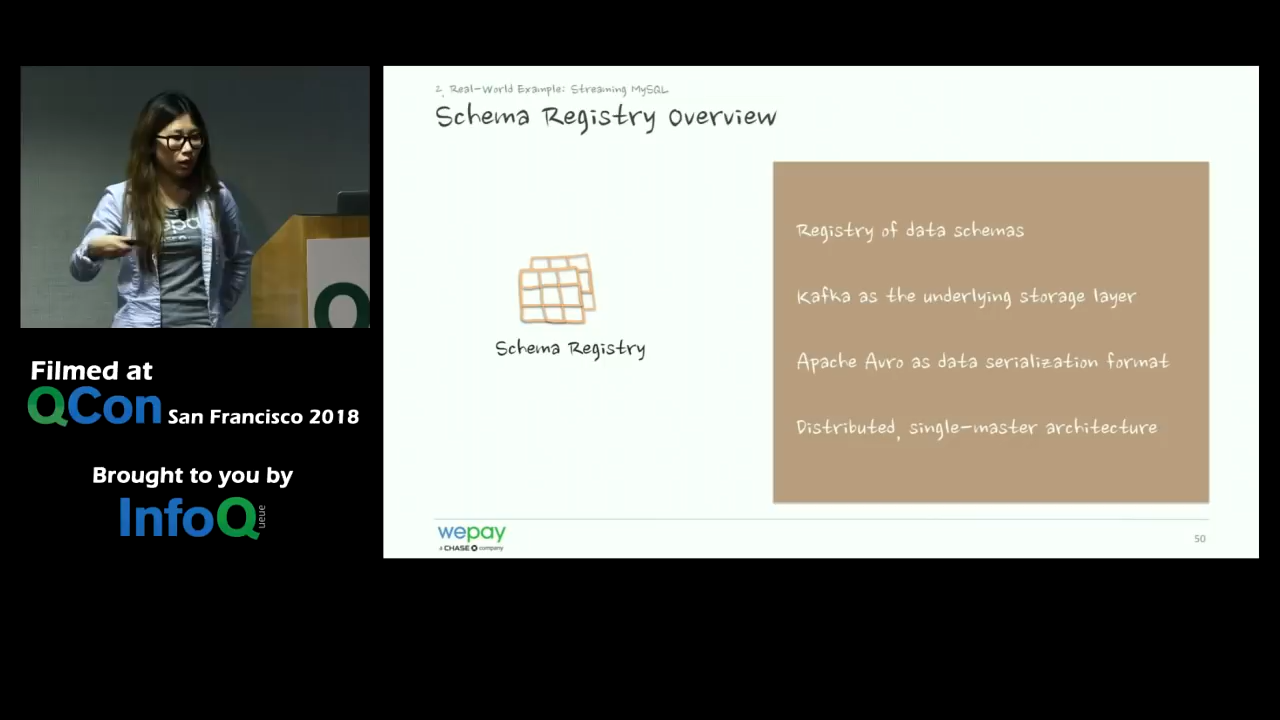 2. Real-World Example: Streaming MySQL
Schema Registry Overview
Schema Registry
Registry of data schemas
Kafka as the underlying storage layer
Apache Avro as data serialization format
Distributed, single-master architecture
wepay
a CHASE company
50
Filmed at
QCon San Francisco 2018
Brought to you by
InfoQ
ueue